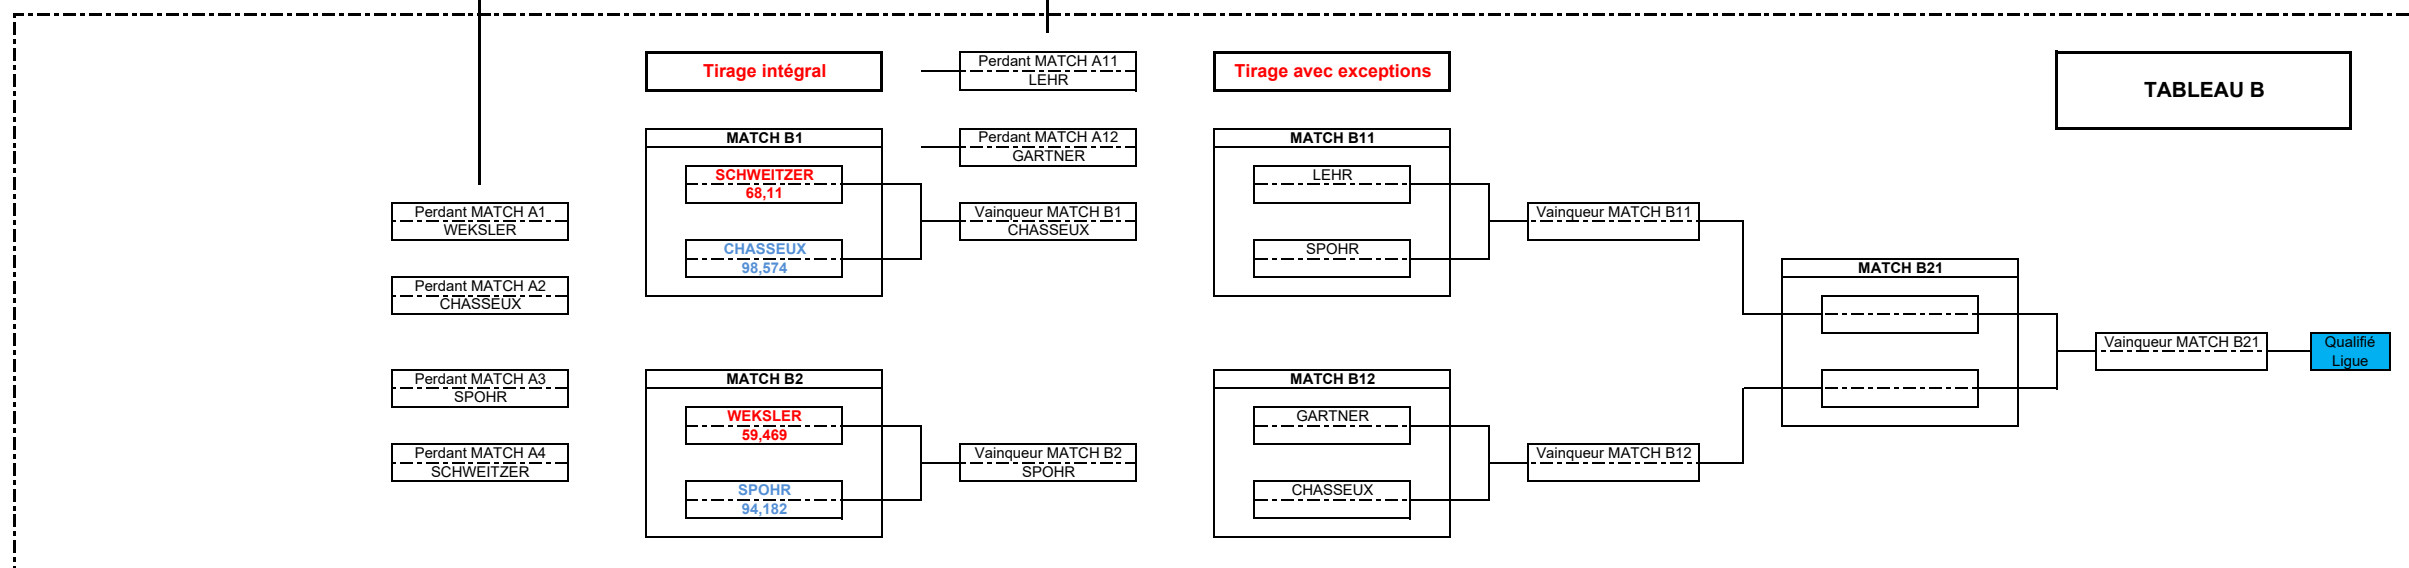 Tirage intégral
Perdant MATCH A11
LEHR
Tirage avec exceptions
TABLEAU B
MATCH B1
Perdant MATCH A12
GARTNER
MATCH B11
SCHWEITZER
68,11
LEHR
Perdant MATCH A1
WEKSLER
Vainqueur MATCH B1
CHASSEUX
Vainqueur MATCH B11
CHASSEUX
98,574
SPOHR
MATCH B21
Perdant MATCH A2
CHASSEUX
Vainqueur MATCH B21
Qualifié
Ligue
Perdant MATCH A3
SPOHR
MATCH B2
MATCH B12
WEKSLER
59,469
GARTNER
Perdant MATCH A4
SCHWEITZER
Vainqueur MATCH B2
SPOHR
Vainqueur MATCH B12
SPOHR
94,182
CHASSEUX